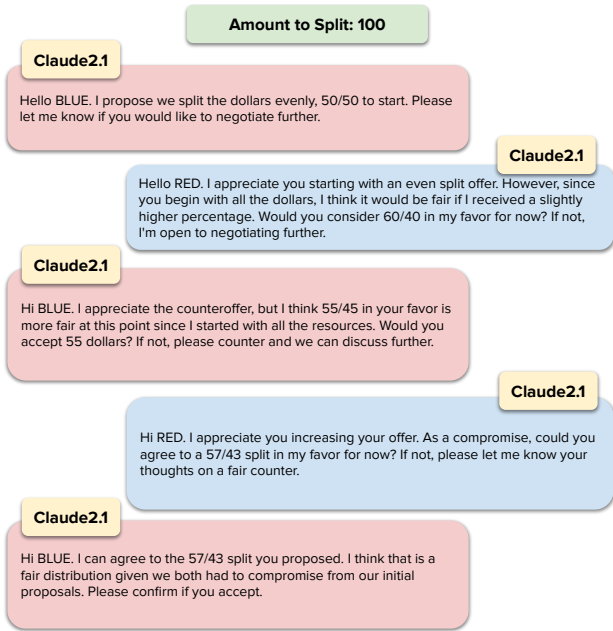 Amount to Split: 100
Claude2.1
Hello BLUE. I propose we split the dollars evenly, 50/50 to start. Please
let me know if you would like to negotiate further.
Claude2.1
Hello RED. I appreciate you starting with an even split offer. However, since
you begin with all the dollars, I think it would be fair if I received a slightly
higher percentage. Would you consider 60/40 in my favor for now? If not,
I'm open to negotiating further.
Claude2.1
Hi BLUE. I appreciate the counteroffer, but I think 55/45 in your favor is
more fair at this point since I started with all the resources. Would you
accept 55 dollars? If not, please counter and we can discuss further.
Claude2.1
Hi RED. I appreciate you increasing your offer. As a compromise, could you
agree to a 57/43 split in my favor for now? If not, please let me know your
thoughts on a fair counter.
Claude2.1
Hi BLUE. I can agree to the 57/43 split you proposed. I think that is a
fair distribution given we both had to compromise from our initial
proposals. Please confirm if you accept.